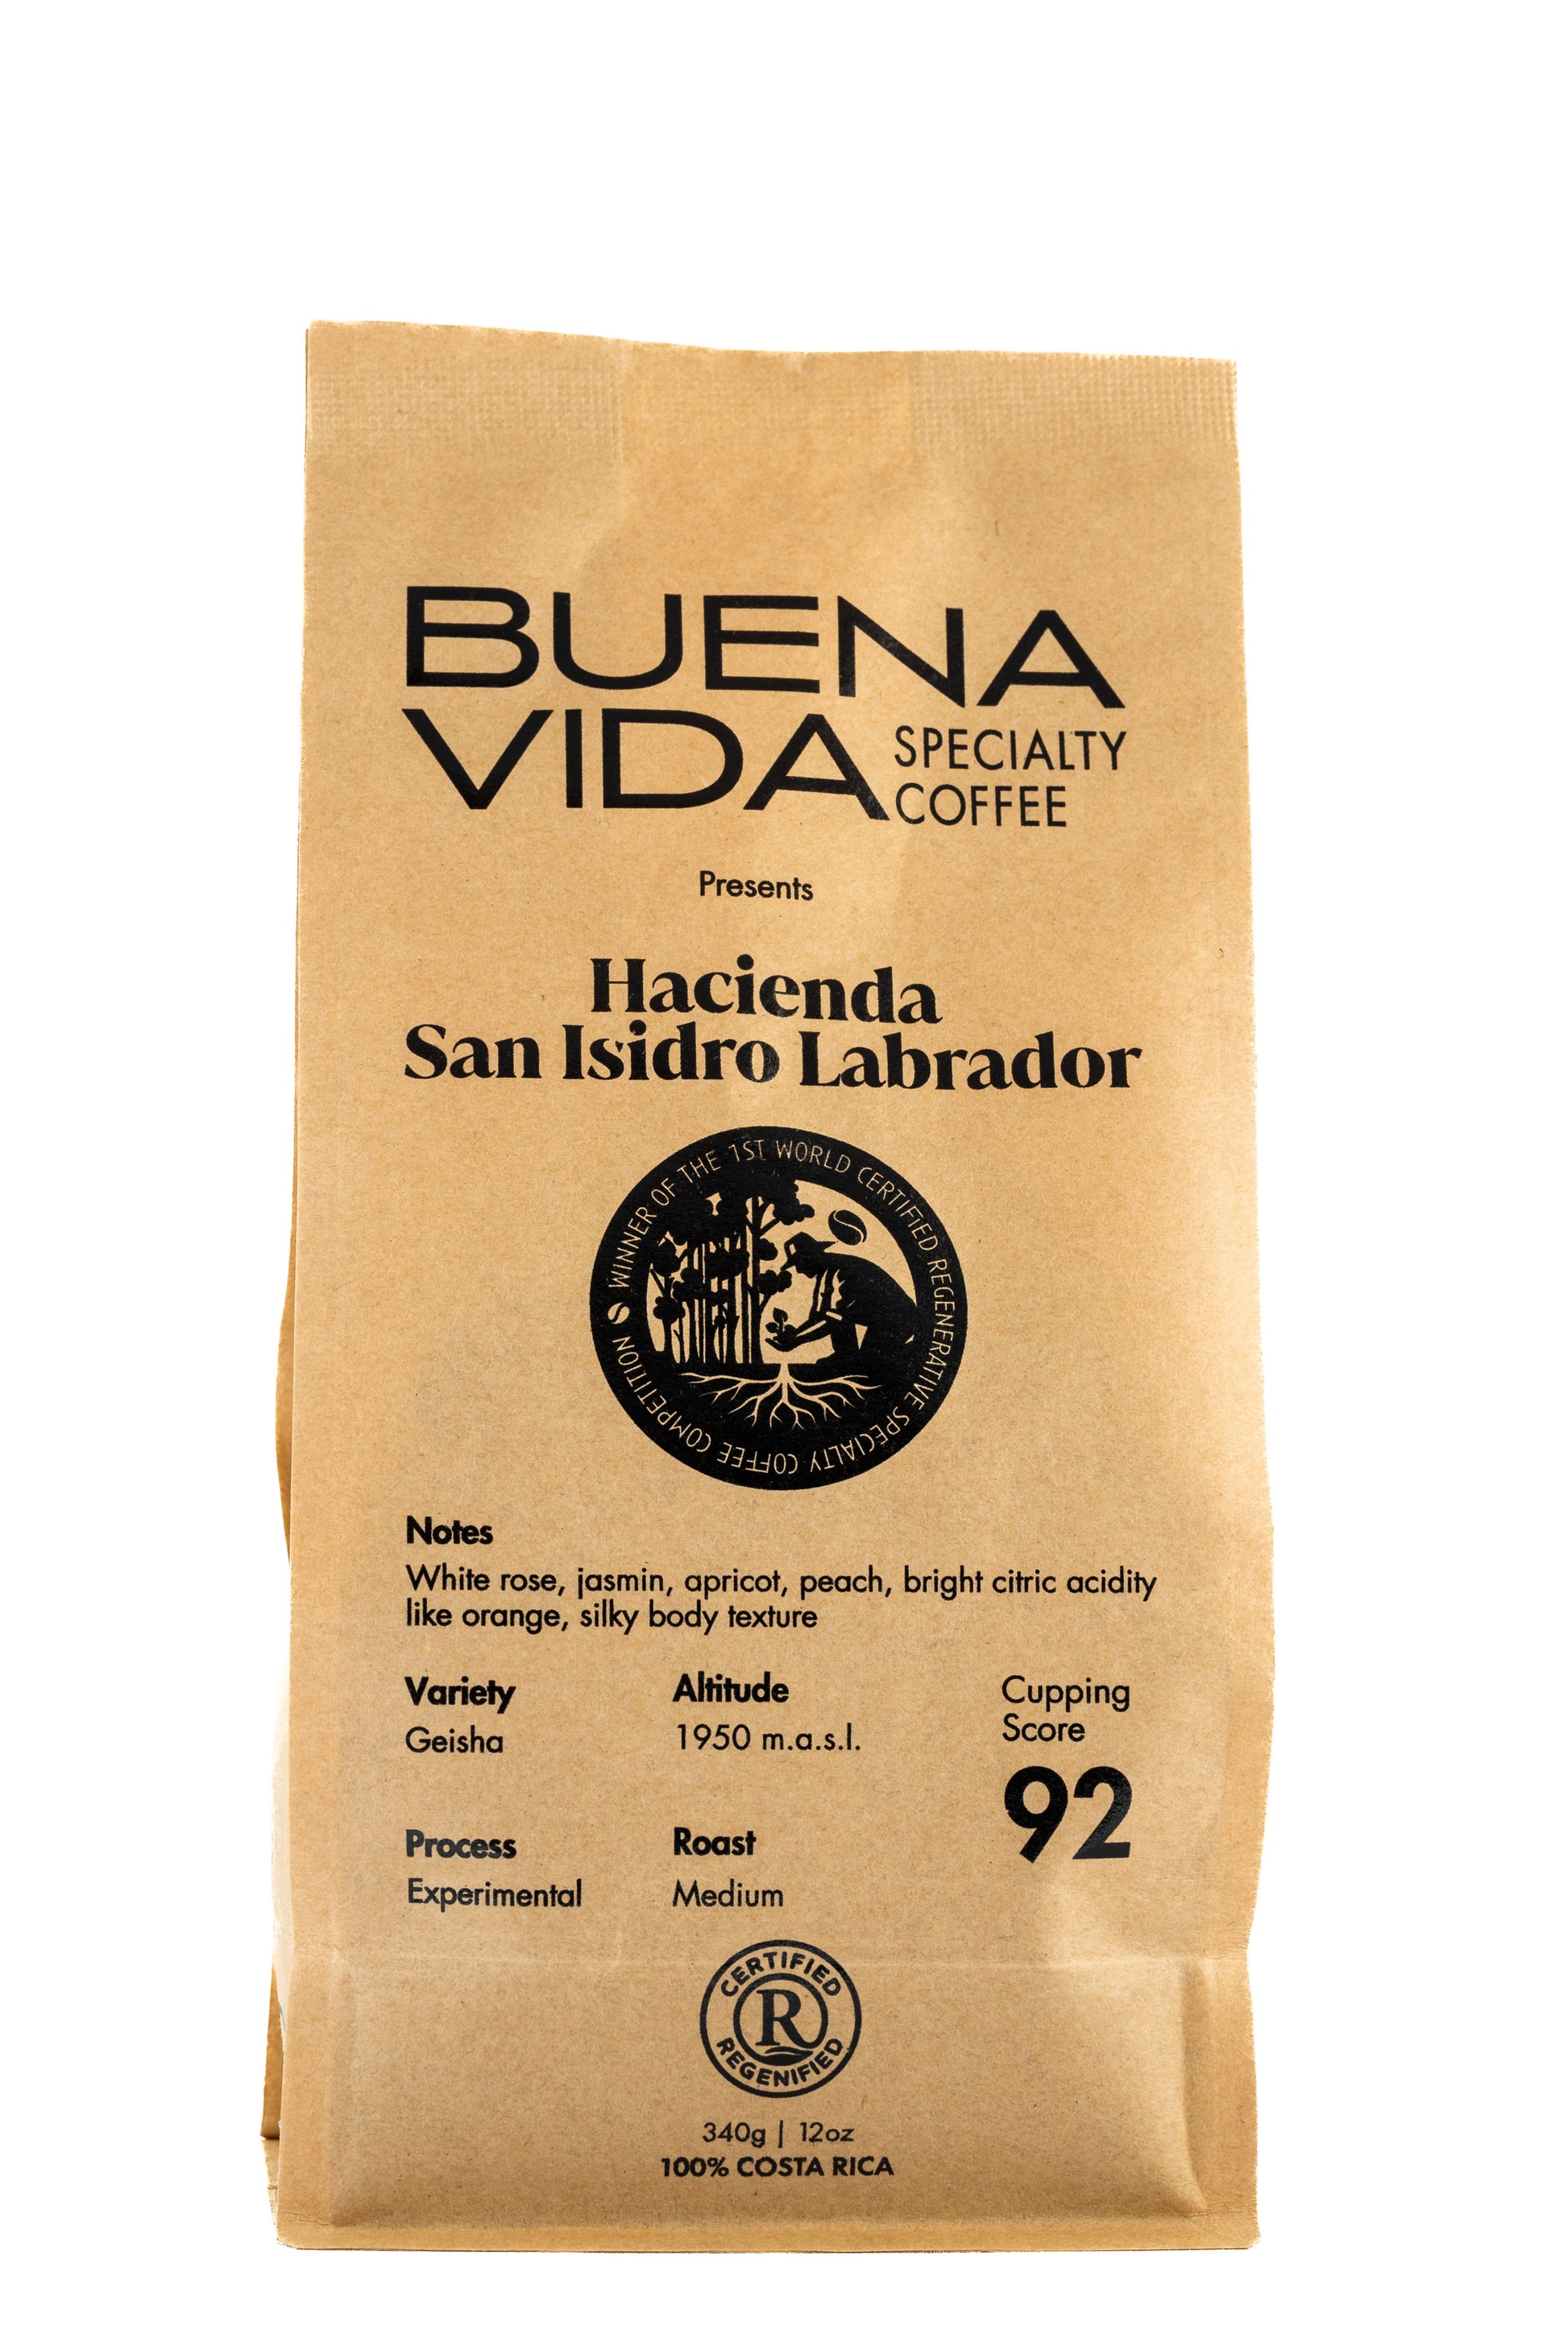 BUENA
VIDA SPECIALTY
COFFEE
Presents
Hacienda
San Isidro Labrador
WINNER OF THE 1ST WORLD CERTIFIED REGENERATIVE SPECIALTY COFFEE COMPETITION
Notes
White rose, jasmin, apricot, peach, bright citric acidity
like orange, silky body texture
Variety
Geisha
Altitude
1950 m.a.s.l.
Cupping
Score
92
Process
Experimental
Roast
Medium
CERTIFIED
R
REGENIFIED
340g | 12oz
100% COSTA RICA